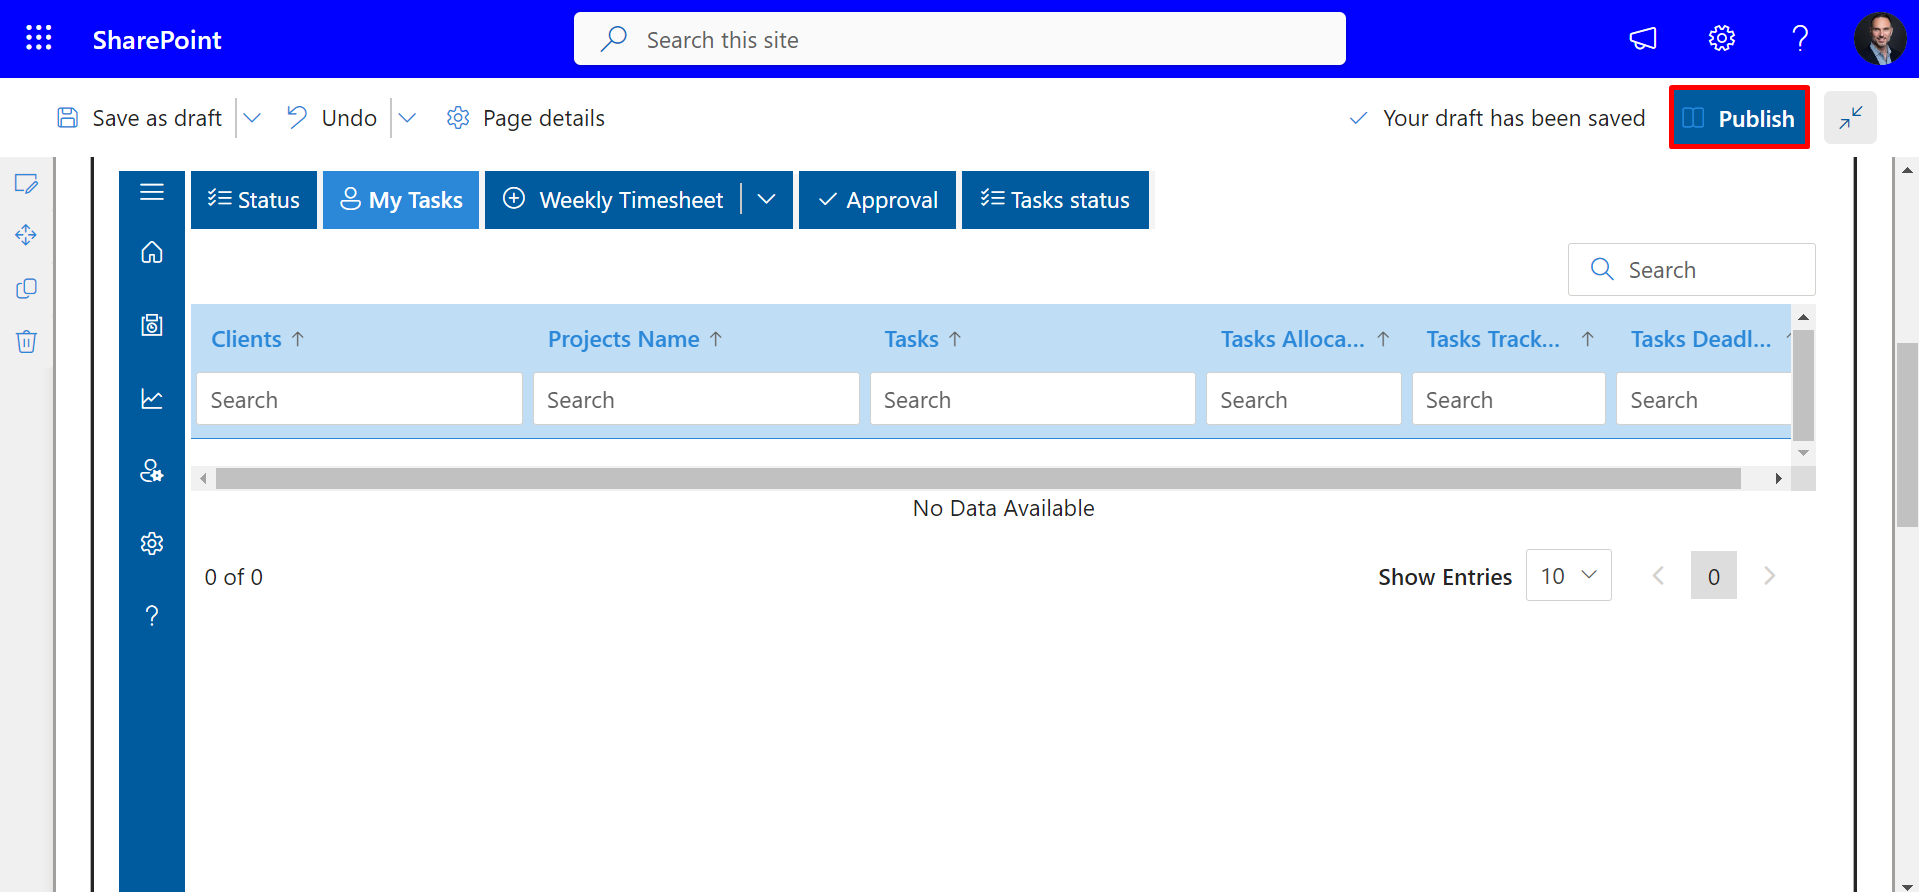 SharePoint
Search this site
?
Save as draft
Undo
Page details
Your draft has been saved
Publish
Status
My Tasks
Weekly Timesheet
Approval
Tasks status
Search
Clients
Projects Name
Tasks
Tasks Alloca...
Tasks Track...
Tasks Deadl...
Search
Search
Search
Search
Search
Search
No Data Available
0 of 0
Show Entries
10
0
?